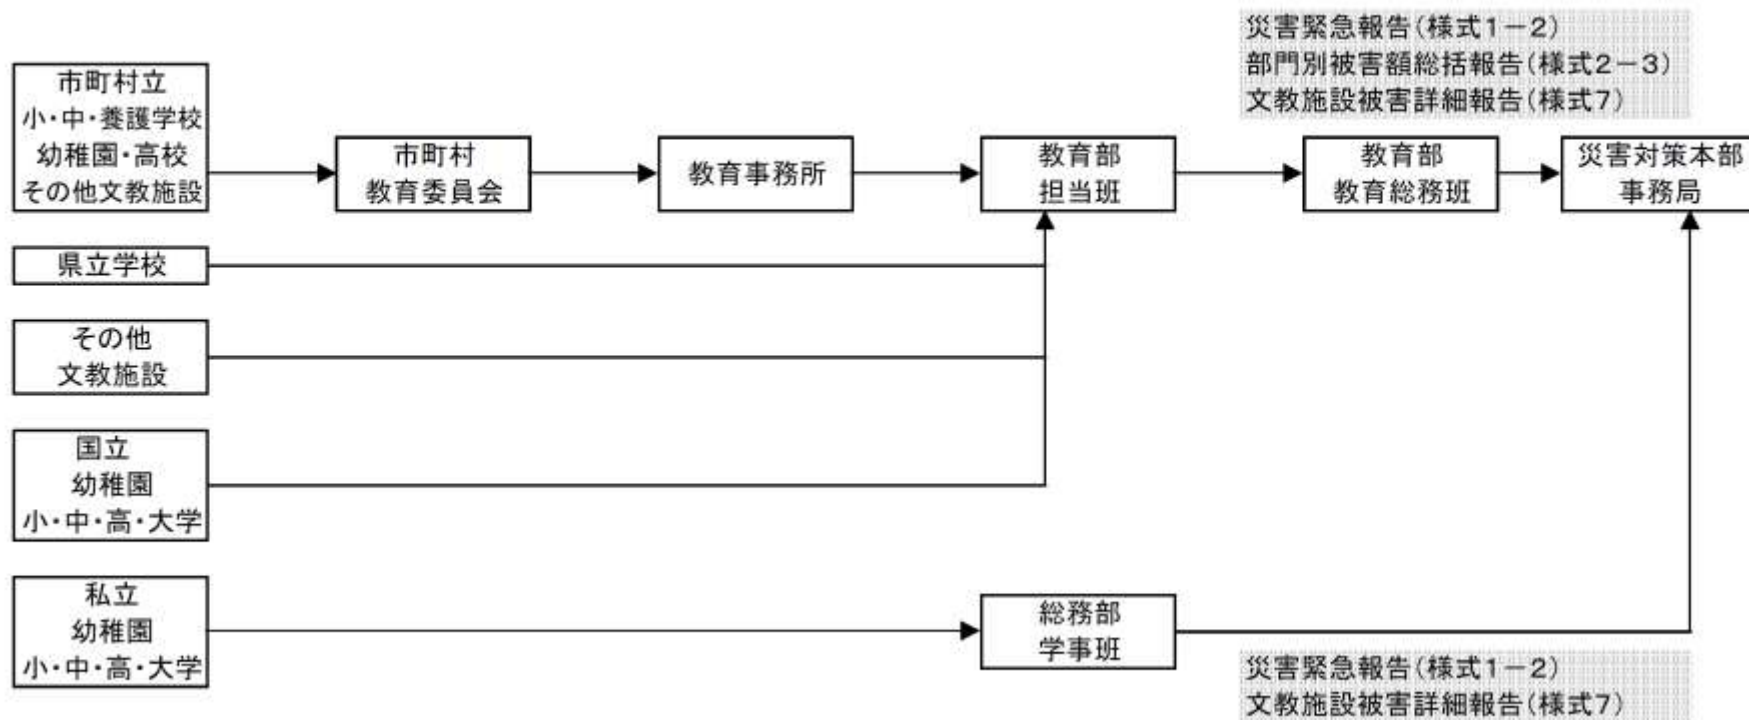 災害緊急報告(様式1－2)
部門別被害額総括報告(様式2－3)
文教施設被害詳細報告(様式7)
市町村立
小・中・養護学校
幼稚園・高校
その他文教施設
市町村
教育委員会
教育事務所
教育部
担当班
教育部
教育総務班
災害対策本部
事務局
県立学校
その他
文教施設
国立
幼稚園
小・中・高・大学
私立
幼稚園
小・中・高・大学
総務部
学事班
災害緊急報告(様式1－2)
文教施設被害詳細報告(様式7)